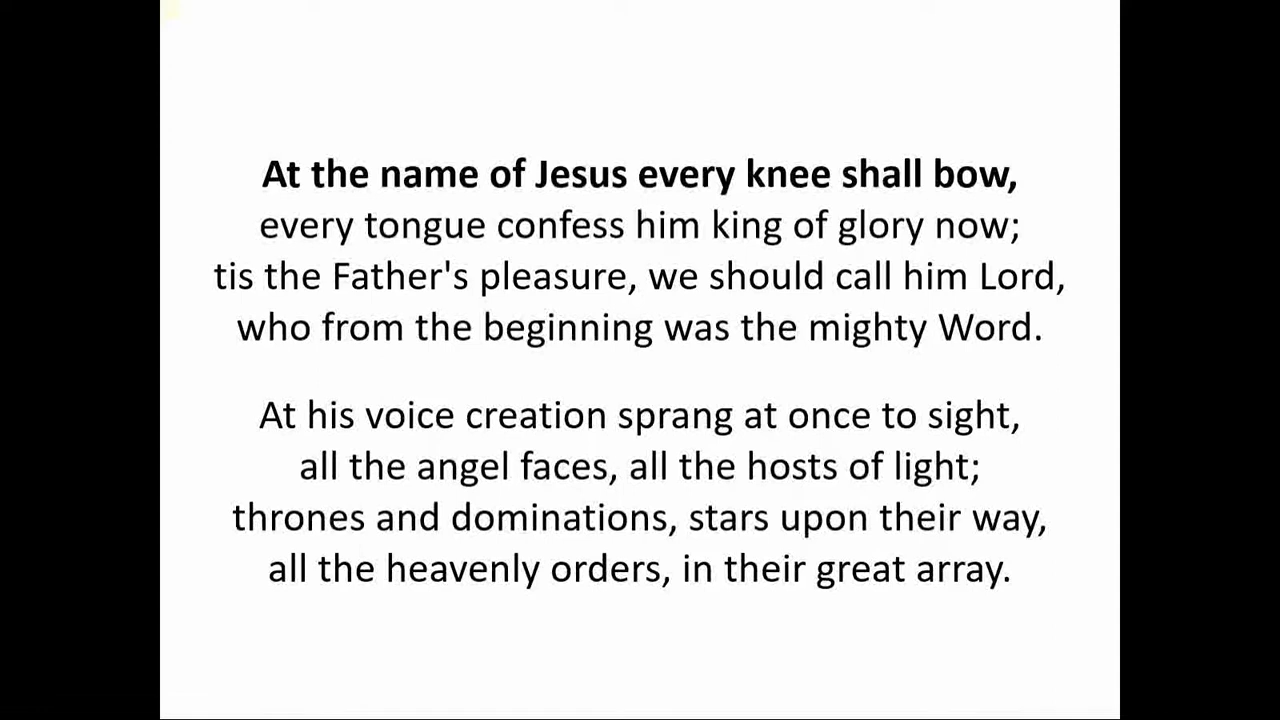 At the name of Jesus every knee shall bow,
every tongue confess him king of glory now;
tis the Father's pleasure, we should call him Lord,
who from the beginning was the mighty Word.
At his voice creation sprang at once to sight,
all the angel faces, all the hosts of light;
thrones and dominations, stars upon their way,
all the heavenly orders, in their great array.